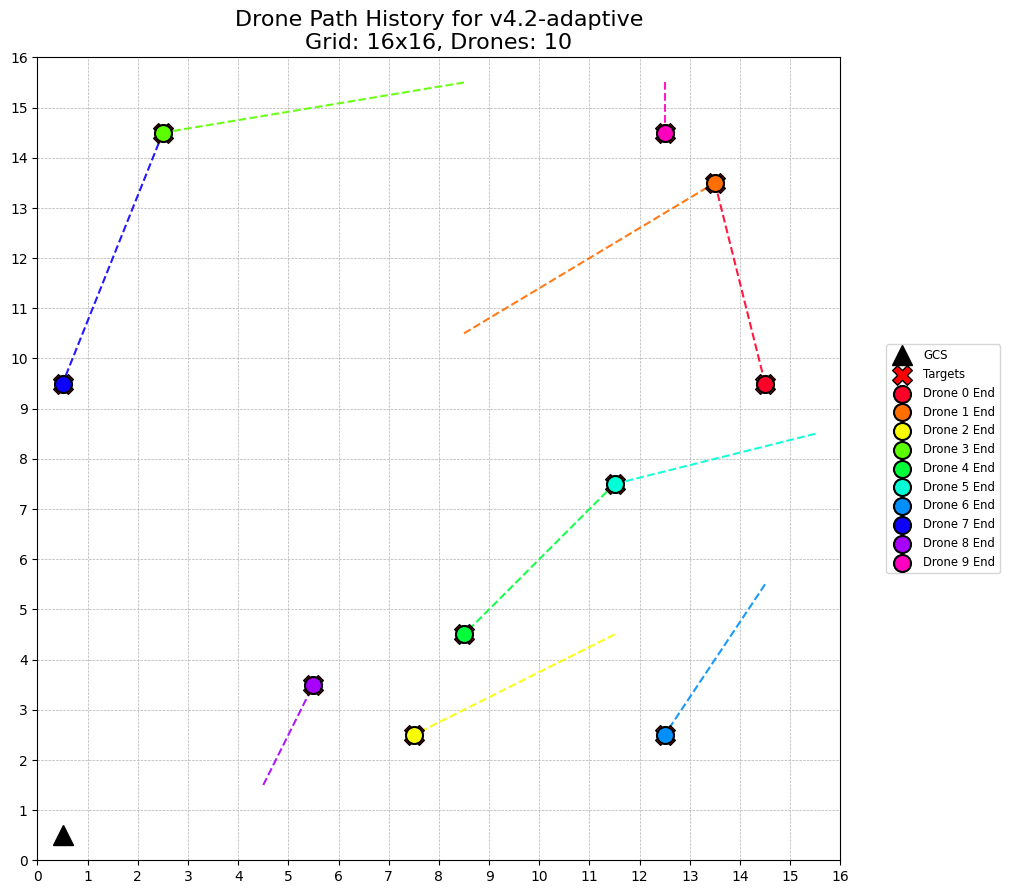 Drone Path History for v4.2-adaptive
Grid: 16x16, Drones: 10
16
15
14
13
12
11
10
9
8
7
6
5
4
3
2
1
0
0 1 2 3 4 5 6 7 8 9 10 11 12 13 14 15 16
GCS
Targets
Drone 0 End
Drone 1 End
Drone 2 End
Drone 3 End
Drone 4 End
Drone 5 End
Drone 6 End
Drone 7 End
Drone 8 End
Drone 9 End